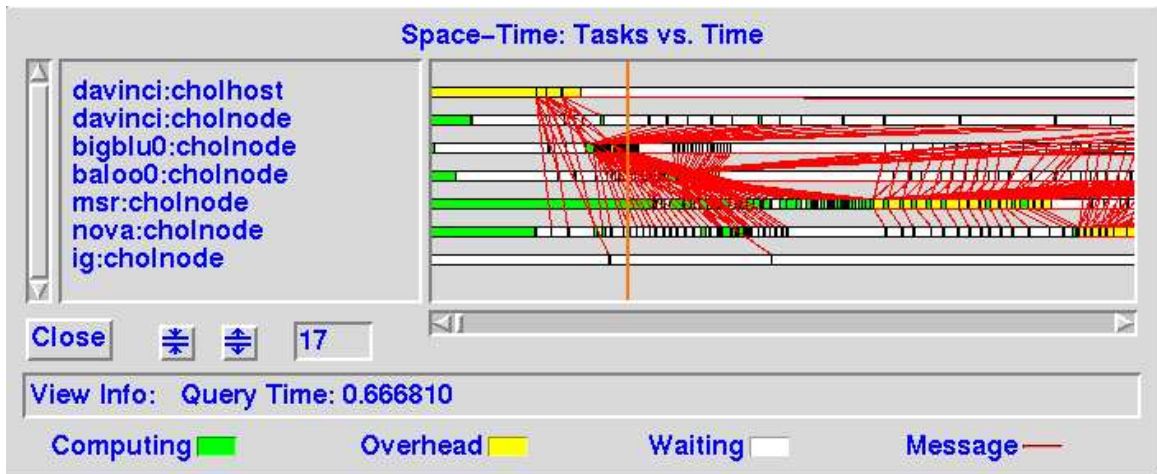 Space-Time: Tasks vs. Time
davinci:cholhost
davinci:cholnode
bigblu0:cholnode
baloo0:cholnode
msr:cholnode
nova:cholnode
ig:cholnode
Close 17
View Info: Query Time: 0.666810
Computing Overhead Waiting Message